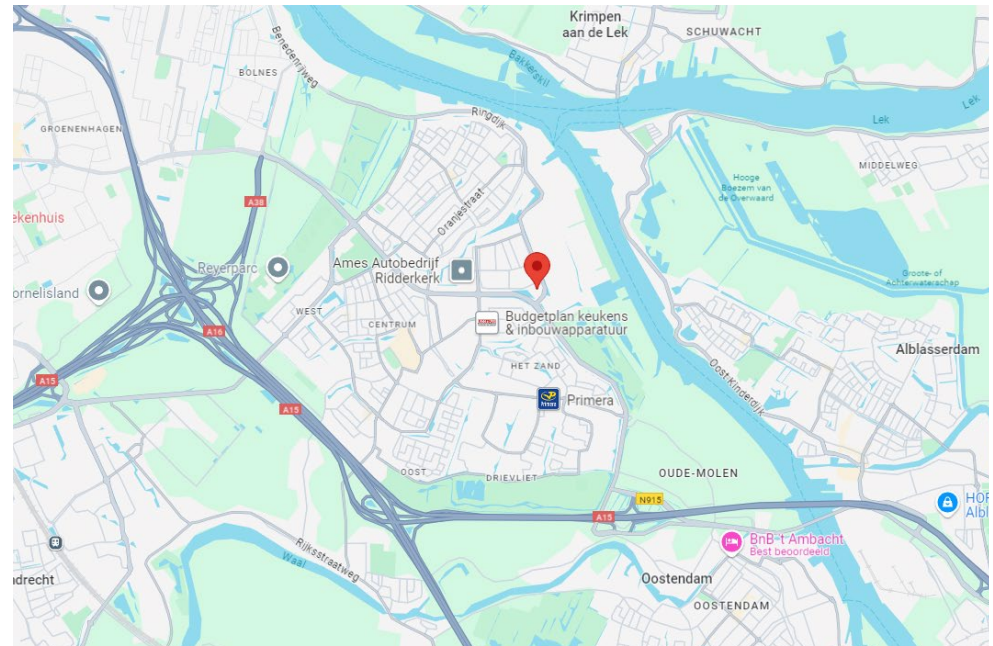 Krimpen
aan de Lek
SCHUWACHT
Benedenrijweg
BOLNES
Bakkerskil
Ringdijk
Lek
Lek
GROENENHAGEN
MIDDELWEG
Hooge
Boezem van
de Overwaard
A38
ekenhuis
Oranjestraat
Reyerparc
Ames Autobedrijf
Ridderkerk
Groote- of
Achterwaterschap
ornelisland
WEST
CENTRUM
Budgetplan keukens
& inbouwapparatuur
A16
Alblasserdam
HET ZAND
Oost Kinderdijk
A15
Primera
A15
OOST
DRIEVLIET
OUDE-MOLEN
N915
HOF
Albl
A15
BnB 't Ambacht
Best beoordeeld
Rijksstraatweg
Waal
ndrecht
Oostendam
OOSTENDAM